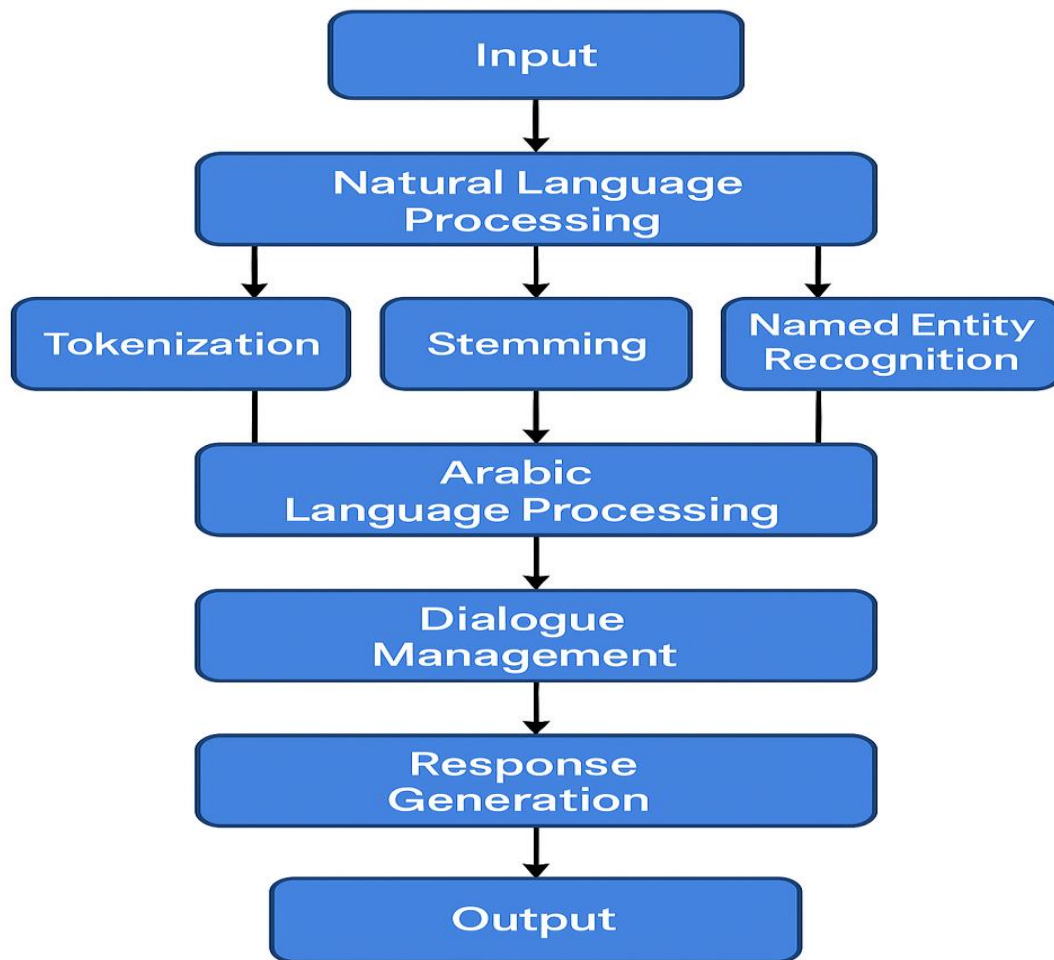 Input
Natural Language
Processing
Tokenization
Stemming
Named Entity
Recognition
Arabic
Language Processing
Dialogue
Management
Response
Generation
Output